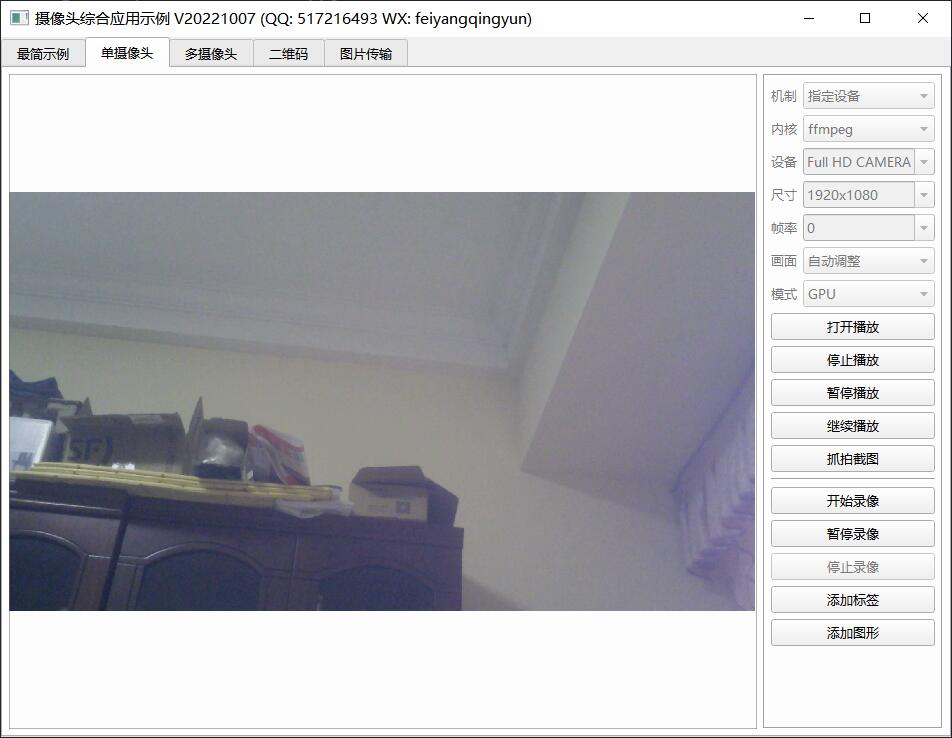 摄像头综合应用示例 V20221007 (QQ: 517216493 WX: feiyangqingyun)
最简示例 单摄像头 多摄像头 二维码 图片传输
机制 指定设备
内核 ffmpeg
设备 Full HD CAMERA
尺寸 1920x1080
帧率 0
画面 自动调整
模式 GPU
打开播放
停止播放
暂停播放
继续播放
抓拍截图
开始录像
暂停录像
停止录像
添加标签
添加图形
SF